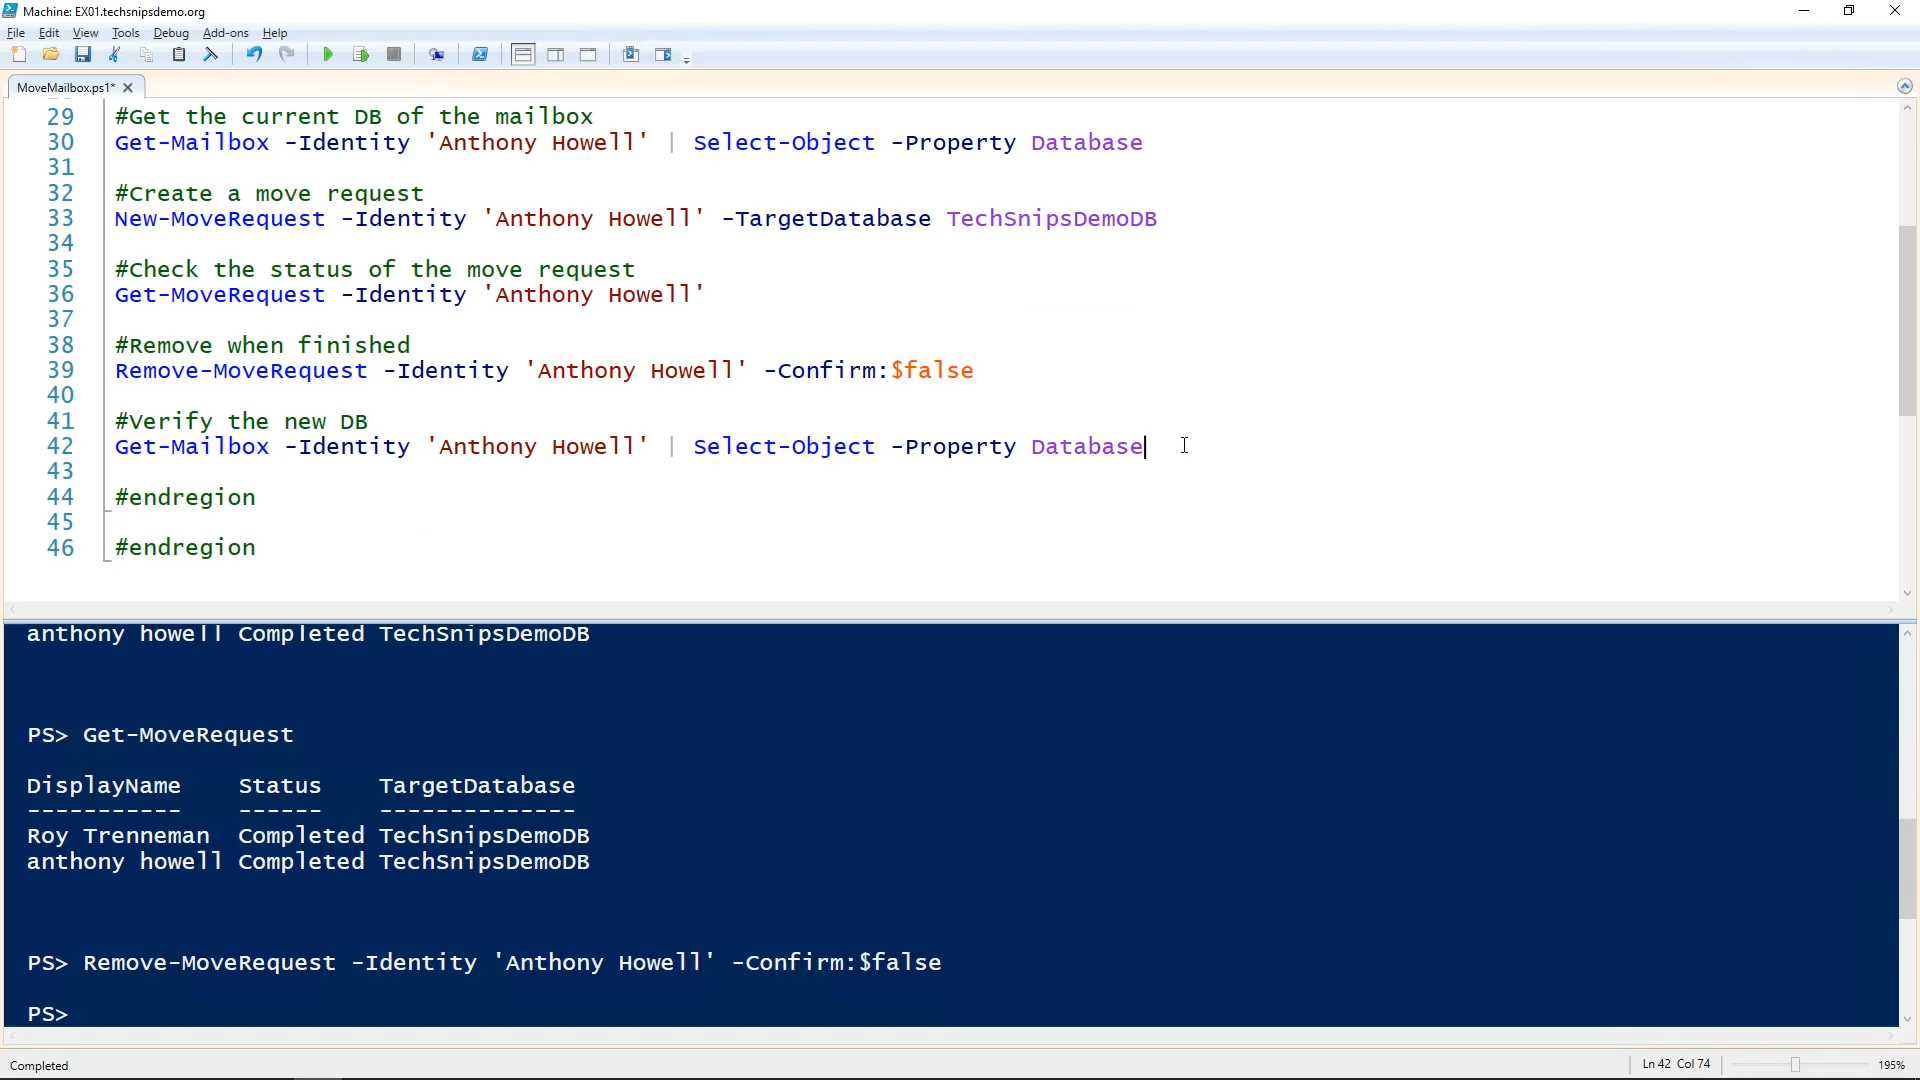 Machine: EX01.techsnipsdemo.org
File Edit View Tools Debug Add-ons Help
MoveMailbox.ps1*
29 #Get the current DB of the mailbox
30 Get-Mailbox -Identity 'Anthony Howell' | Select-Object -Property Database
31
32 #Create a move request
33 New-MoveRequest -Identity 'Anthony Howell' -TargetDatabase TechSnipsDemoDB
34
35 #Check the status of the move request
36 Get-MoveRequest -Identity 'Anthony Howell'
37
38 #Remove when finished
39 Remove-MoveRequest -Identity 'Anthony Howell' -Confirm:$false
40
41 #Verify the new DB
42 Get-Mailbox -Identity 'Anthony Howell' | Select-Object -Property Database
43
44 #endregion
45
46 #endregion
anthony howell Completed TechSnipsDemoDB
PS> Get-MoveRequest
DisplayName Status TargetDatabase
----------- ------ --------------
Roy Trenneman Completed TechSnipsDemoDB
anthony howell Completed TechSnipsDemoDB
PS> Remove-MoveRequest -Identity 'Anthony Howell' -Confirm:$false
PS>
Completed Ln 42 Col 74 195%